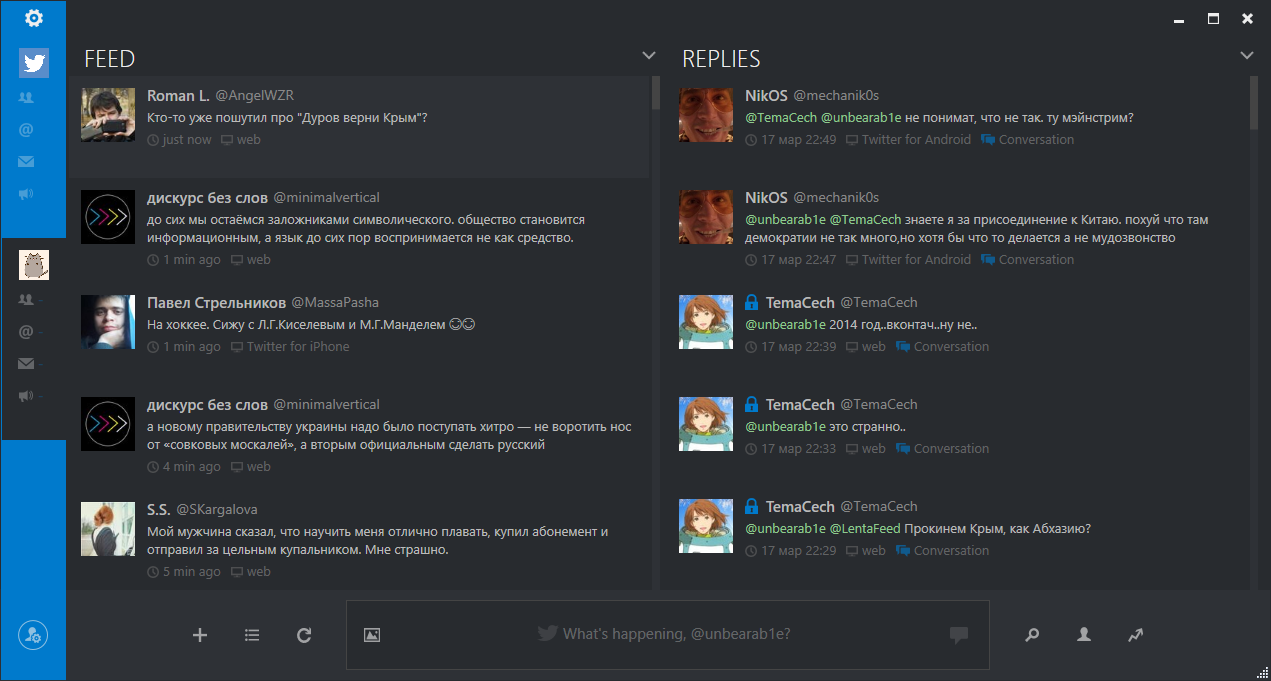 FEED
Roman L. @AngelWZR
Кто-то уже пошутил про "Дуров верни Крым"?
just now web
дискурс без слов @minimalvertical
до сих мы остаёмся заложниками символического. общество становится
информационным, а язык до сих пор воспринимается не как средство.
1 min ago web
Павел Стрельников @MassaPasha
На хоккее. Сижу с Л.Г.Киселевым и М.Г.Манделем 😊😊
1 min ago Twitter for iPhone
дискурс без слов @minimalvertical
а новому правительству украины надо было поступать хитро — не воротить нос
от «совковых москалей», а вторым официальным сделать русский
4 min ago web
S.S. @SKargalova
Мой мужчина сказал, что научить меня отлично плавать, купил абонемент и
отправил за цельным купальником. Мне страшно.
5 min ago web
REPLIES
NikOS @mechanik0s
@TemaCech @unbearab1e не понимат, что не так. ту мэйнстрим?
17 мар 22:49 Twitter for Android Conversation
NikOS @mechanik0s
@unbearab1e @TemaCech знаете я за присоединение к Китаю. похуй что там
демократии не так много,но хотя бы что то делается а не мудозвонство
17 мар 22:47 Twitter for Android Conversation
TemaCech @TemaCech
@unbearab1e 2014 год..вконтач..ну не..
17 мар 22:39 web Conversation
TemaCech @TemaCech
@unbearab1e это странно..
17 мар 22:33 web Conversation
TemaCech @TemaCech
@unbearab1e @LentaFeed Прокинем Крым, как Абхазию?
17 мар 22:29 web Conversation
What's happening, @unbearab1e?